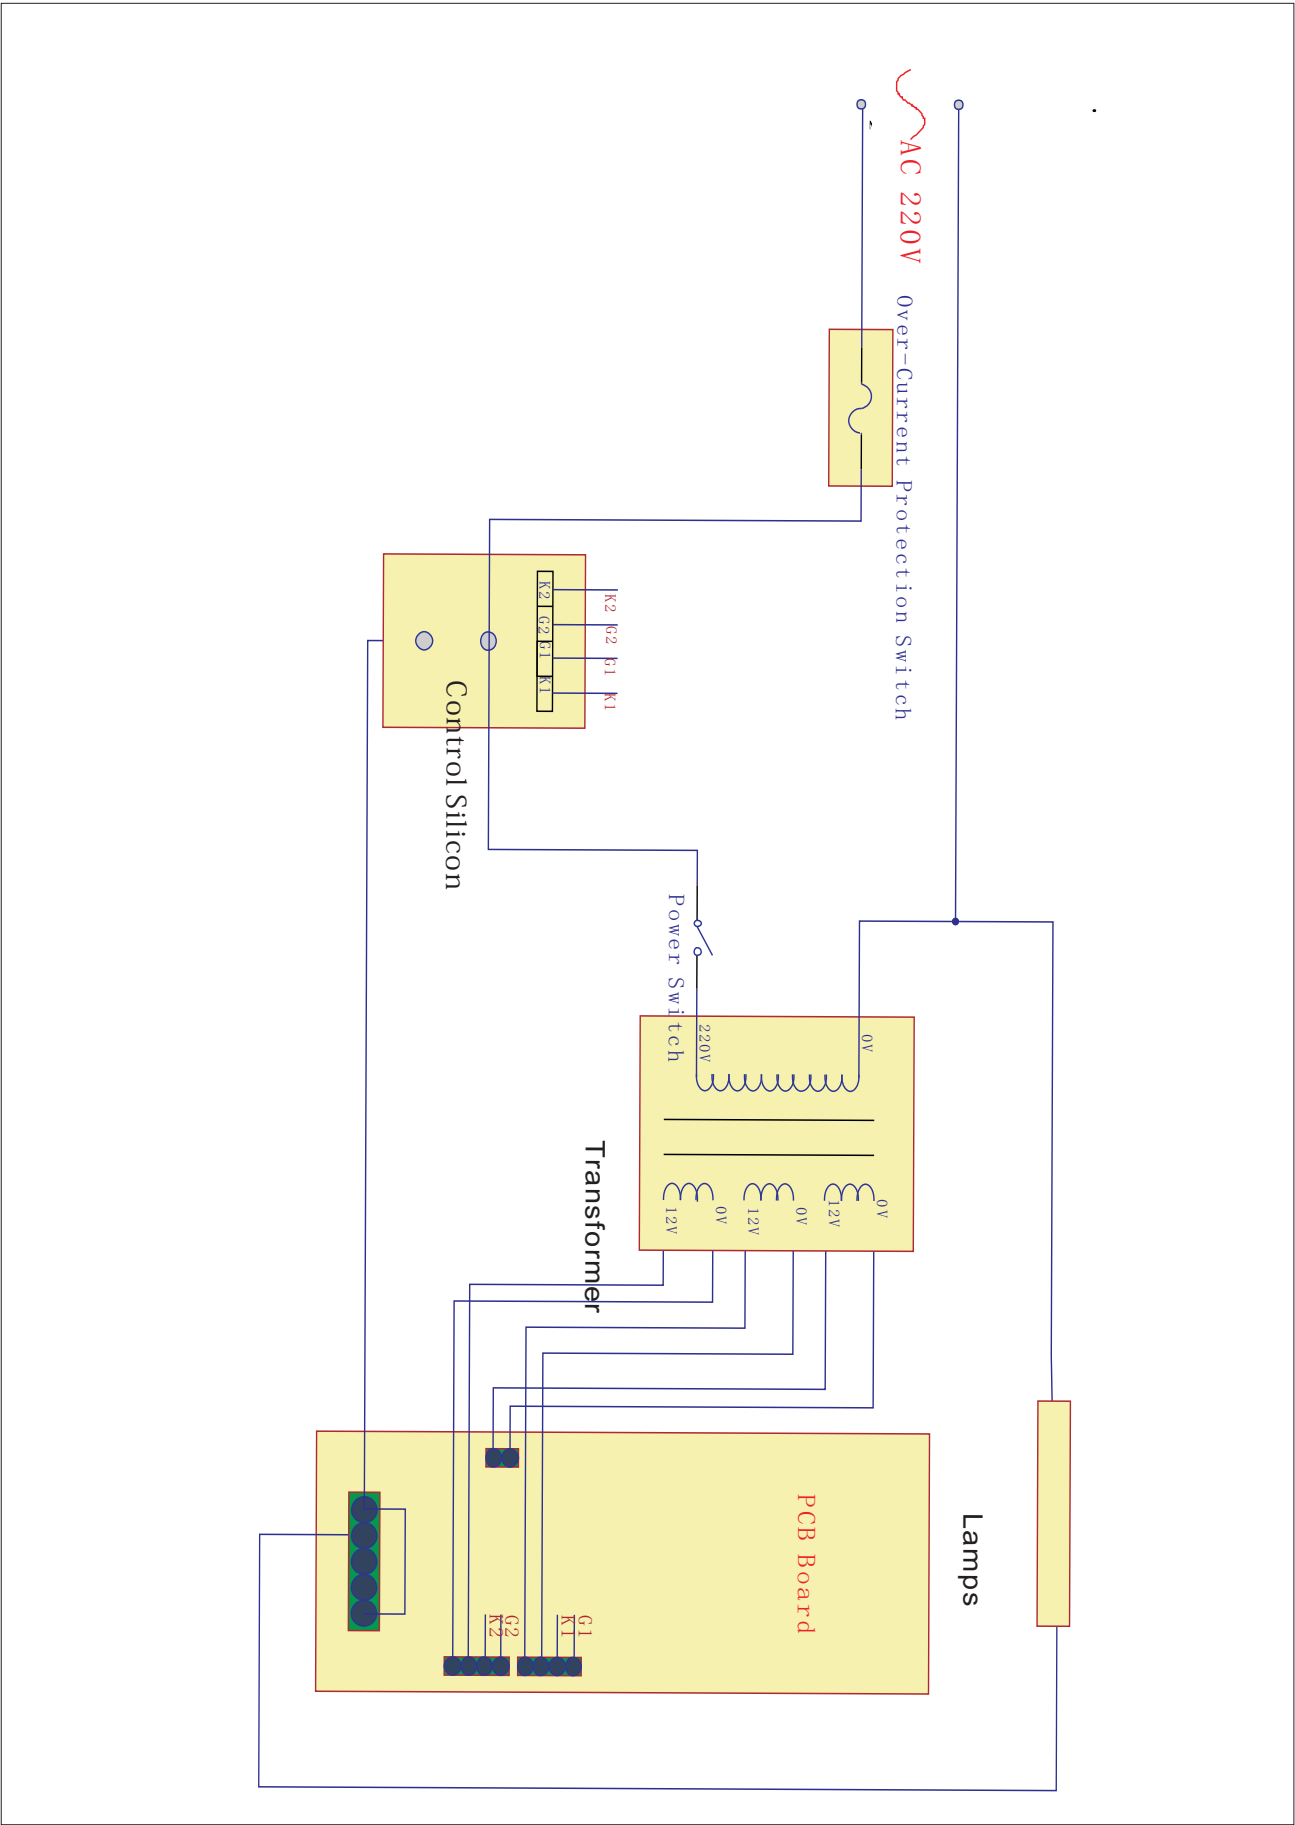 AC 220V
Over-Current Protection Switch
K2
G2
G1
K1
K2
G2
G1
K1
Control Silicon
Power Switch
220V
0V
Transformer
12V
0V
12V
0V
12V
0V
PCB Board
Lamps
K2
G2
K1
G1